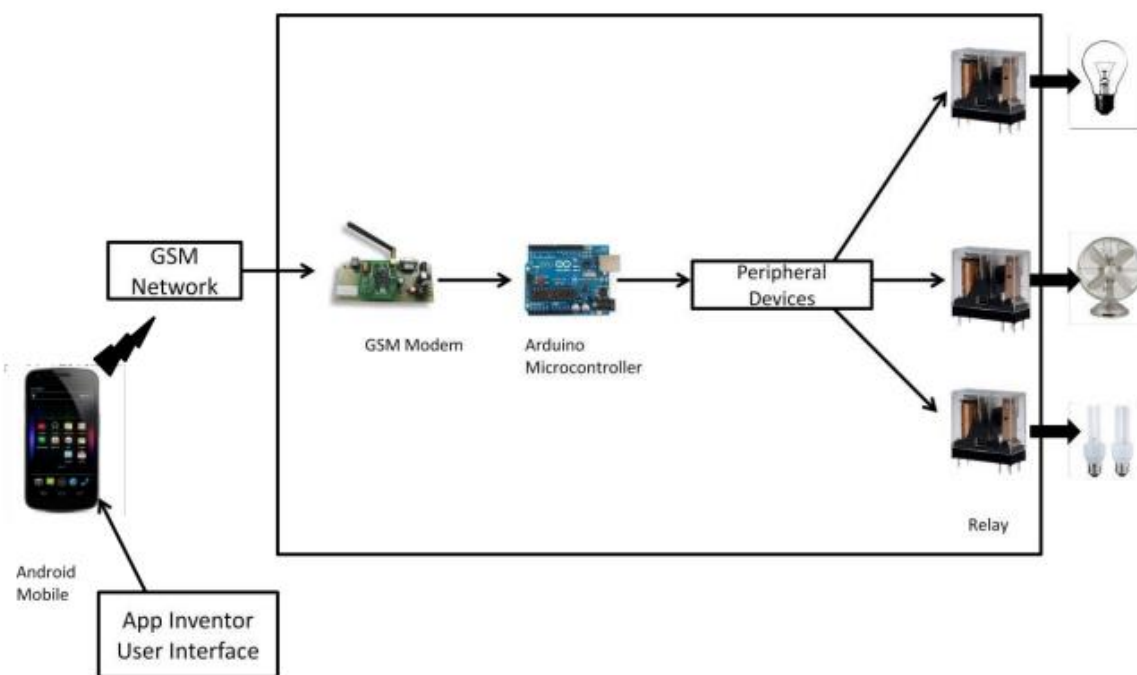 GSM
Network
GSM Modem
Arduino
Microcontroller
Peripheral
Devices
Relay
Android
Mobile
App Inventor
User Interface